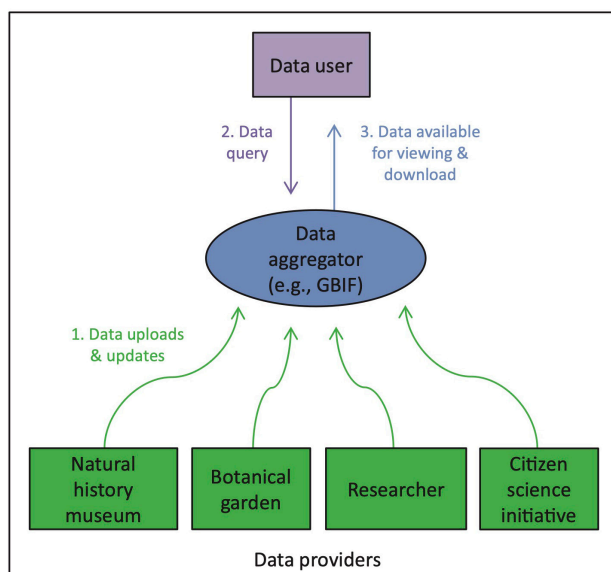 Data user
2. Data
query
3. Data available
for viewing &
download
Data
aggregator
(e.g., GBIF)
1. Data uploads
& updates
Natural
history
museum
Botanical
garden
Researcher
Citizen
science
initiative
Data providers